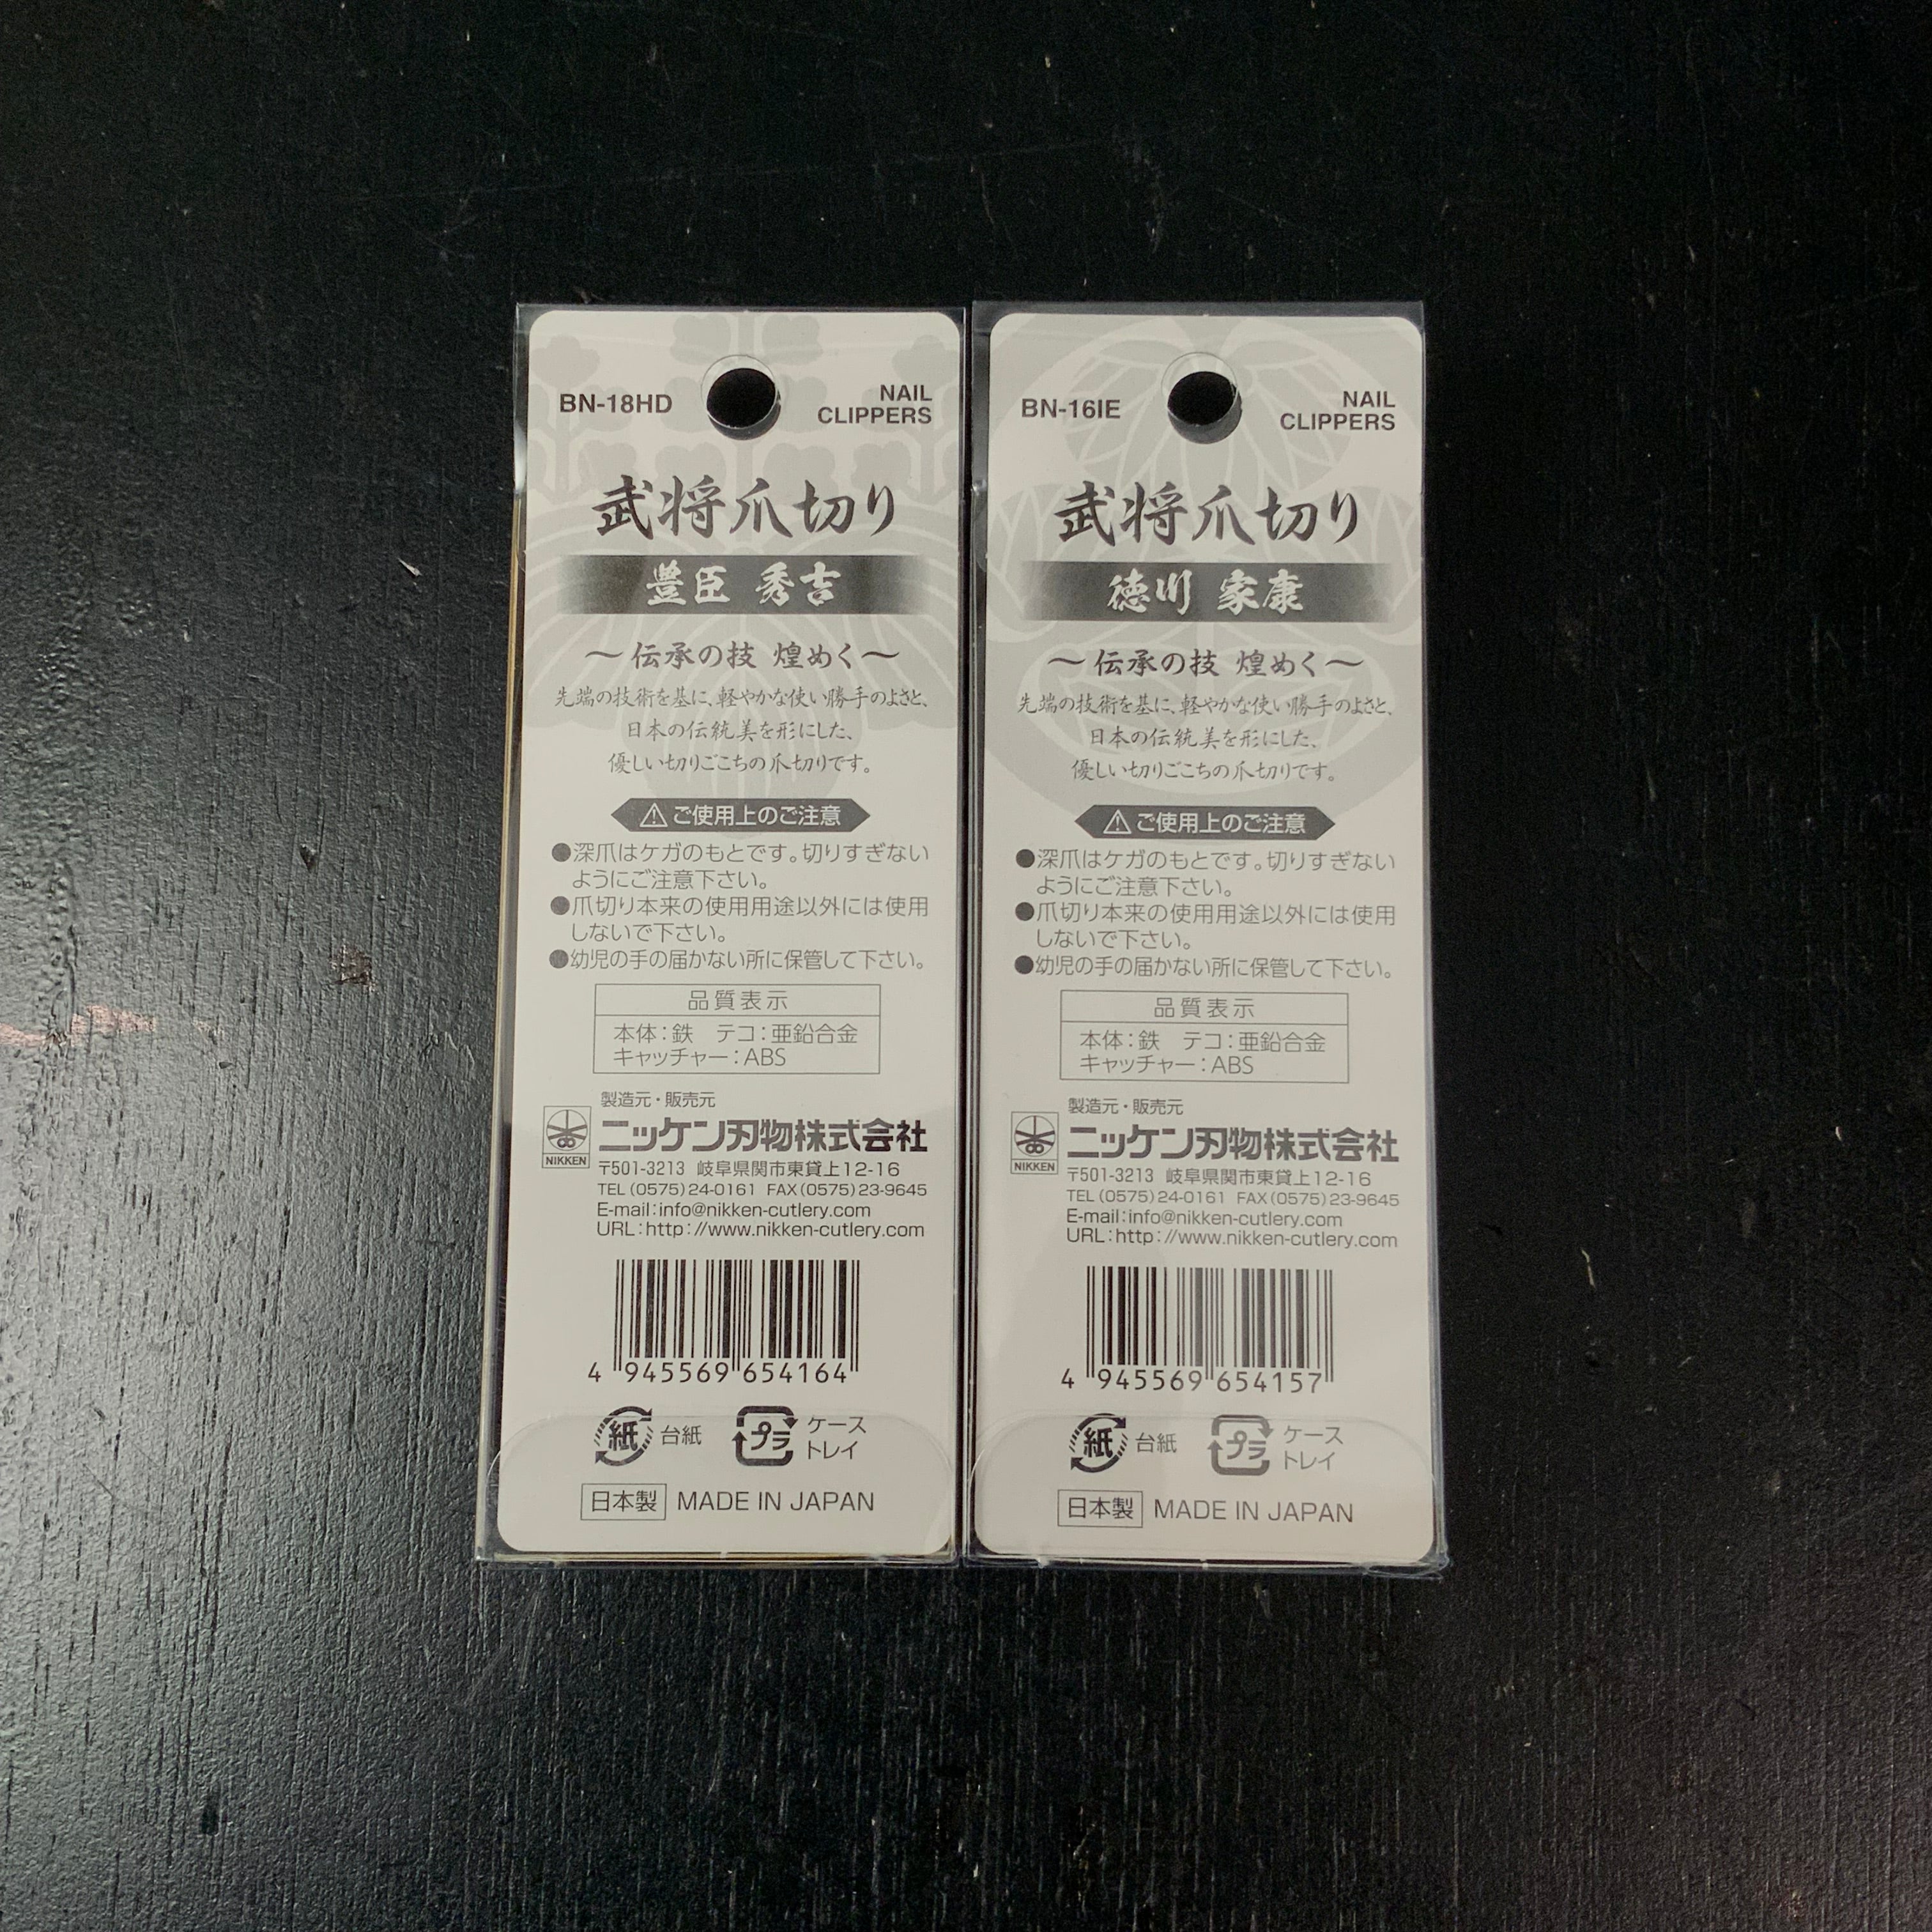 BN-18HD
NAIL
CLIPPERS
武将爪切り
豊臣 秀吉
〜伝承の技 煌めく〜
先端の技術を基に、軽やかな使い勝手のよさと、
日本の伝統美を形にした、
優しい切りごこちの爪切りです。
⚠ご使用上のご注意
●深爪はケガのもとです。切りすぎない
ようにご注意下さい。
●爪切り本来の使用用途以外には使用
しないで下さい。
●幼児の手の届かない所に保管して下さい。
品質表示
本体:鉄 テコ:亜鉛合金
キャッチャー:ABS
製造元・販売元
NIKKEN
ニッケン刃物株式会社
〒501-3213 岐阜県関市東貸上12-16
TEL(0575)24-0161 FAX(0575)23-9645
E-mail:info@nikken-cutlery.com
URL:http://www.nikken-cutlery.com
4 945569 654164
紙 台紙
プラ ケース
トレイ
日本製 MADE IN JAPAN
BN-16IE
NAIL
CLIPPERS
武将爪切り
徳川 家康
〜伝承の技 煌めく〜
先端の技術を基に、軽やかな使い勝手のよさと、
日本の伝統美を形にした、
優しい切りごこちの爪切りです。
⚠ご使用上のご注意
●深爪はケガのもとです。切りすぎない
ようにご注意下さい。
●爪切り本来の使用用途以外には使用
しないで下さい。
●幼児の手の届かない所に保管して下さい。
品質表示
本体:鉄 テコ:亜鉛合金
キャッチャー:ABS
製造元・販売元
NIKKEN
ニッケン刃物株式会社
〒501-3213 岐阜県関市東貸上12-16
TEL(0575)24-0161 FAX(0575)23-9645
E-mail:info@nikken-cutlery.com
URL:http://www.nikken-cutlery.com
4 945569 654157
紙 台紙
プラ ケース
トレイ
日本製 MADE IN JAPAN